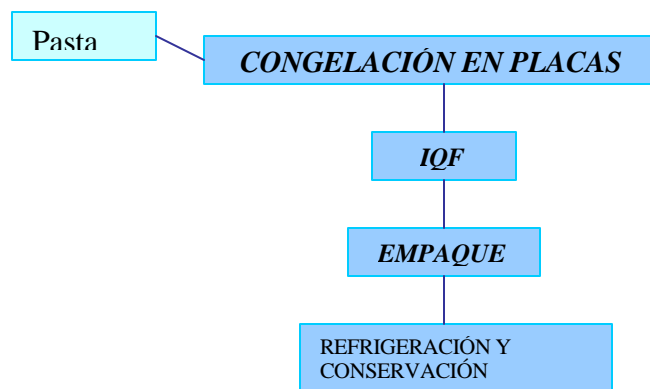 Pasta
CONGELACIÓN EN PLACAS
IQF
EMPAQUE
REFRIGERACIÓN Y
CONSERVACIÓN